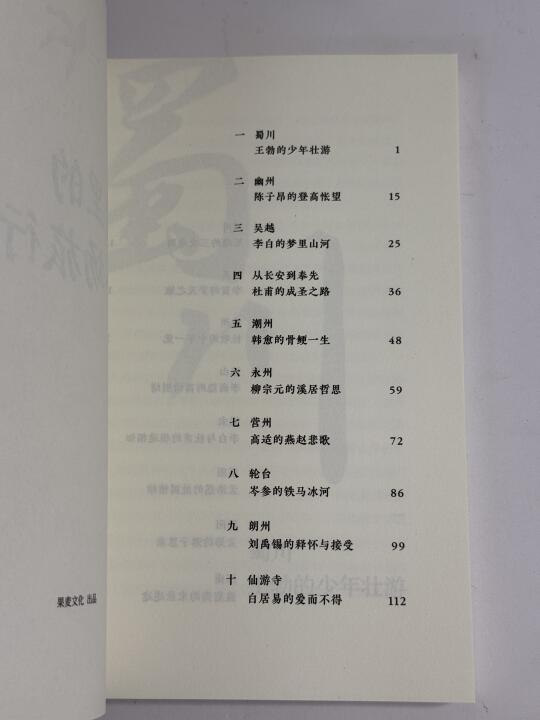 一 蜀川
王勃的少年壮游 1
二 幽州
陈子昂的登高怅望 15
三 吴越
李白的梦里山河 25
四 从长安到奉先
杜甫的成圣之路 36
五 潮州
韩愈的骨鲠一生 48
六 永州
柳宗元的溪居哲思 59
七 营州
高适的燕赵悲歌 72
八 轮台
岑参的铁马冰河 86
九 朗州
刘禹锡的释怀与接受 99
十 仙游寺
白居易的爱而不得 112
果麦文化 出品